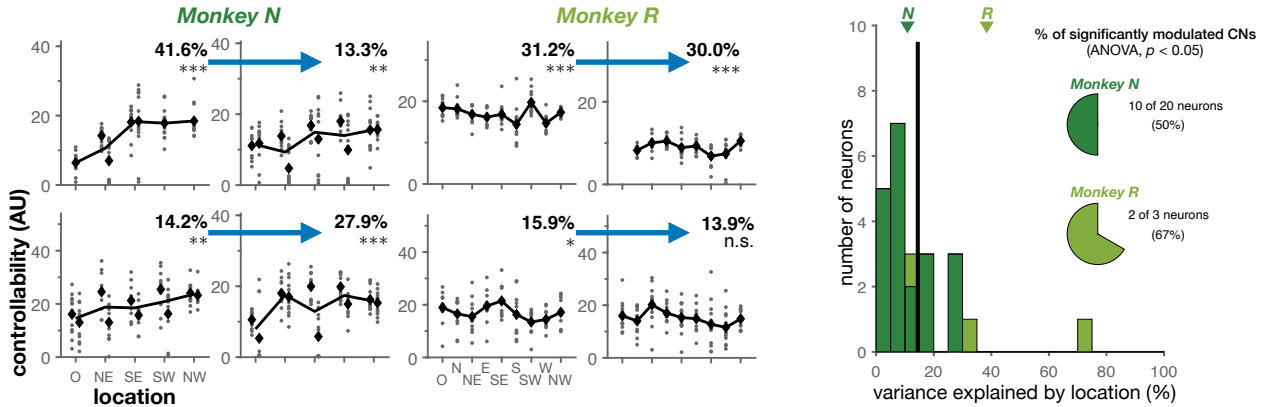 Monkey N
Monkey R
controllability (AU)
40
20
0
41.6%
***
40
20
0
13.3%
**
20
0
31.2%
***
20
0
30.0%
***
40
20
0
14.2%
**
40
20
0
27.9%
***
40
20
0
15.9%
*
40
20
0
13.9%
n.s.
O NE SE SW NW
location
O N NE E SE S SW W NW
N R
10
8
6
4
2
0
number of neurons
0 20 40 60 80 100
variance explained by location (%)
% of significantly modulated CNs
(ANOVA, p < 0.05)
Monkey N
10 of 20 neurons
(50%)
Monkey R
2 of 3 neurons
(67%)